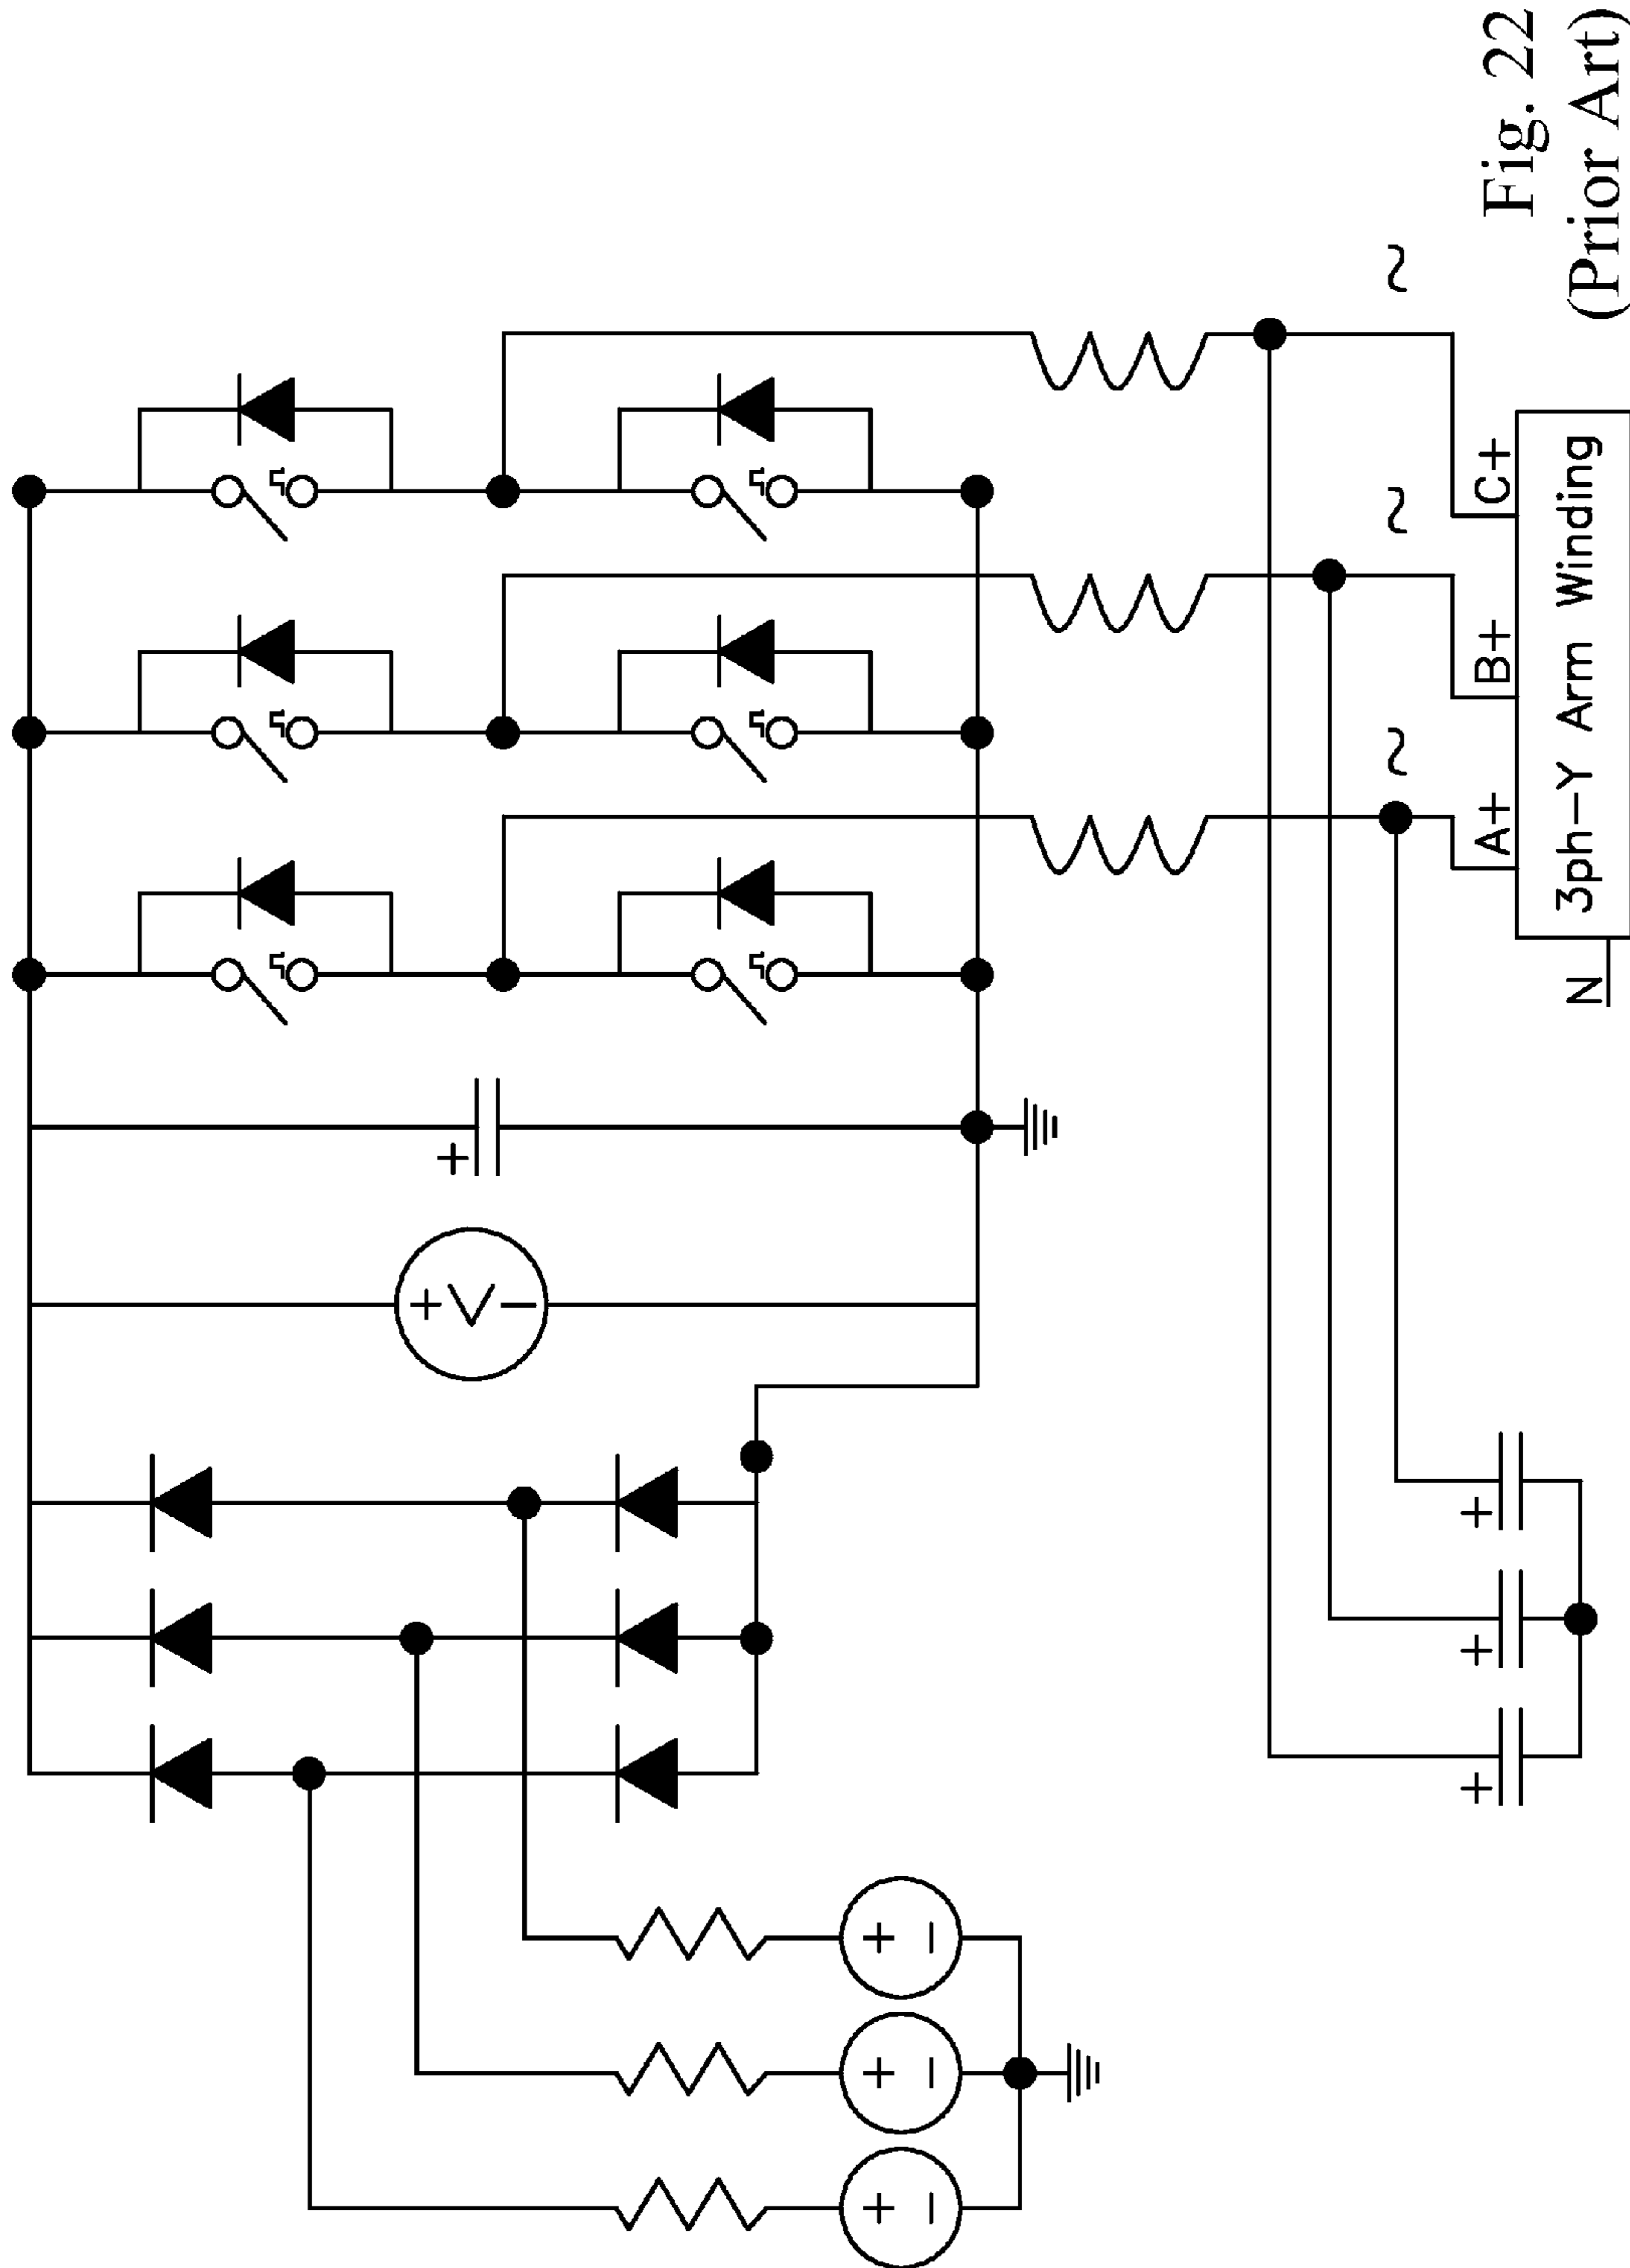 + − + − + −
+ V −
+
+ + +
~ ~ ~
A+ B+ C+
N
3ph-Y Arm Winding
Fig. 22
(Prior Art)